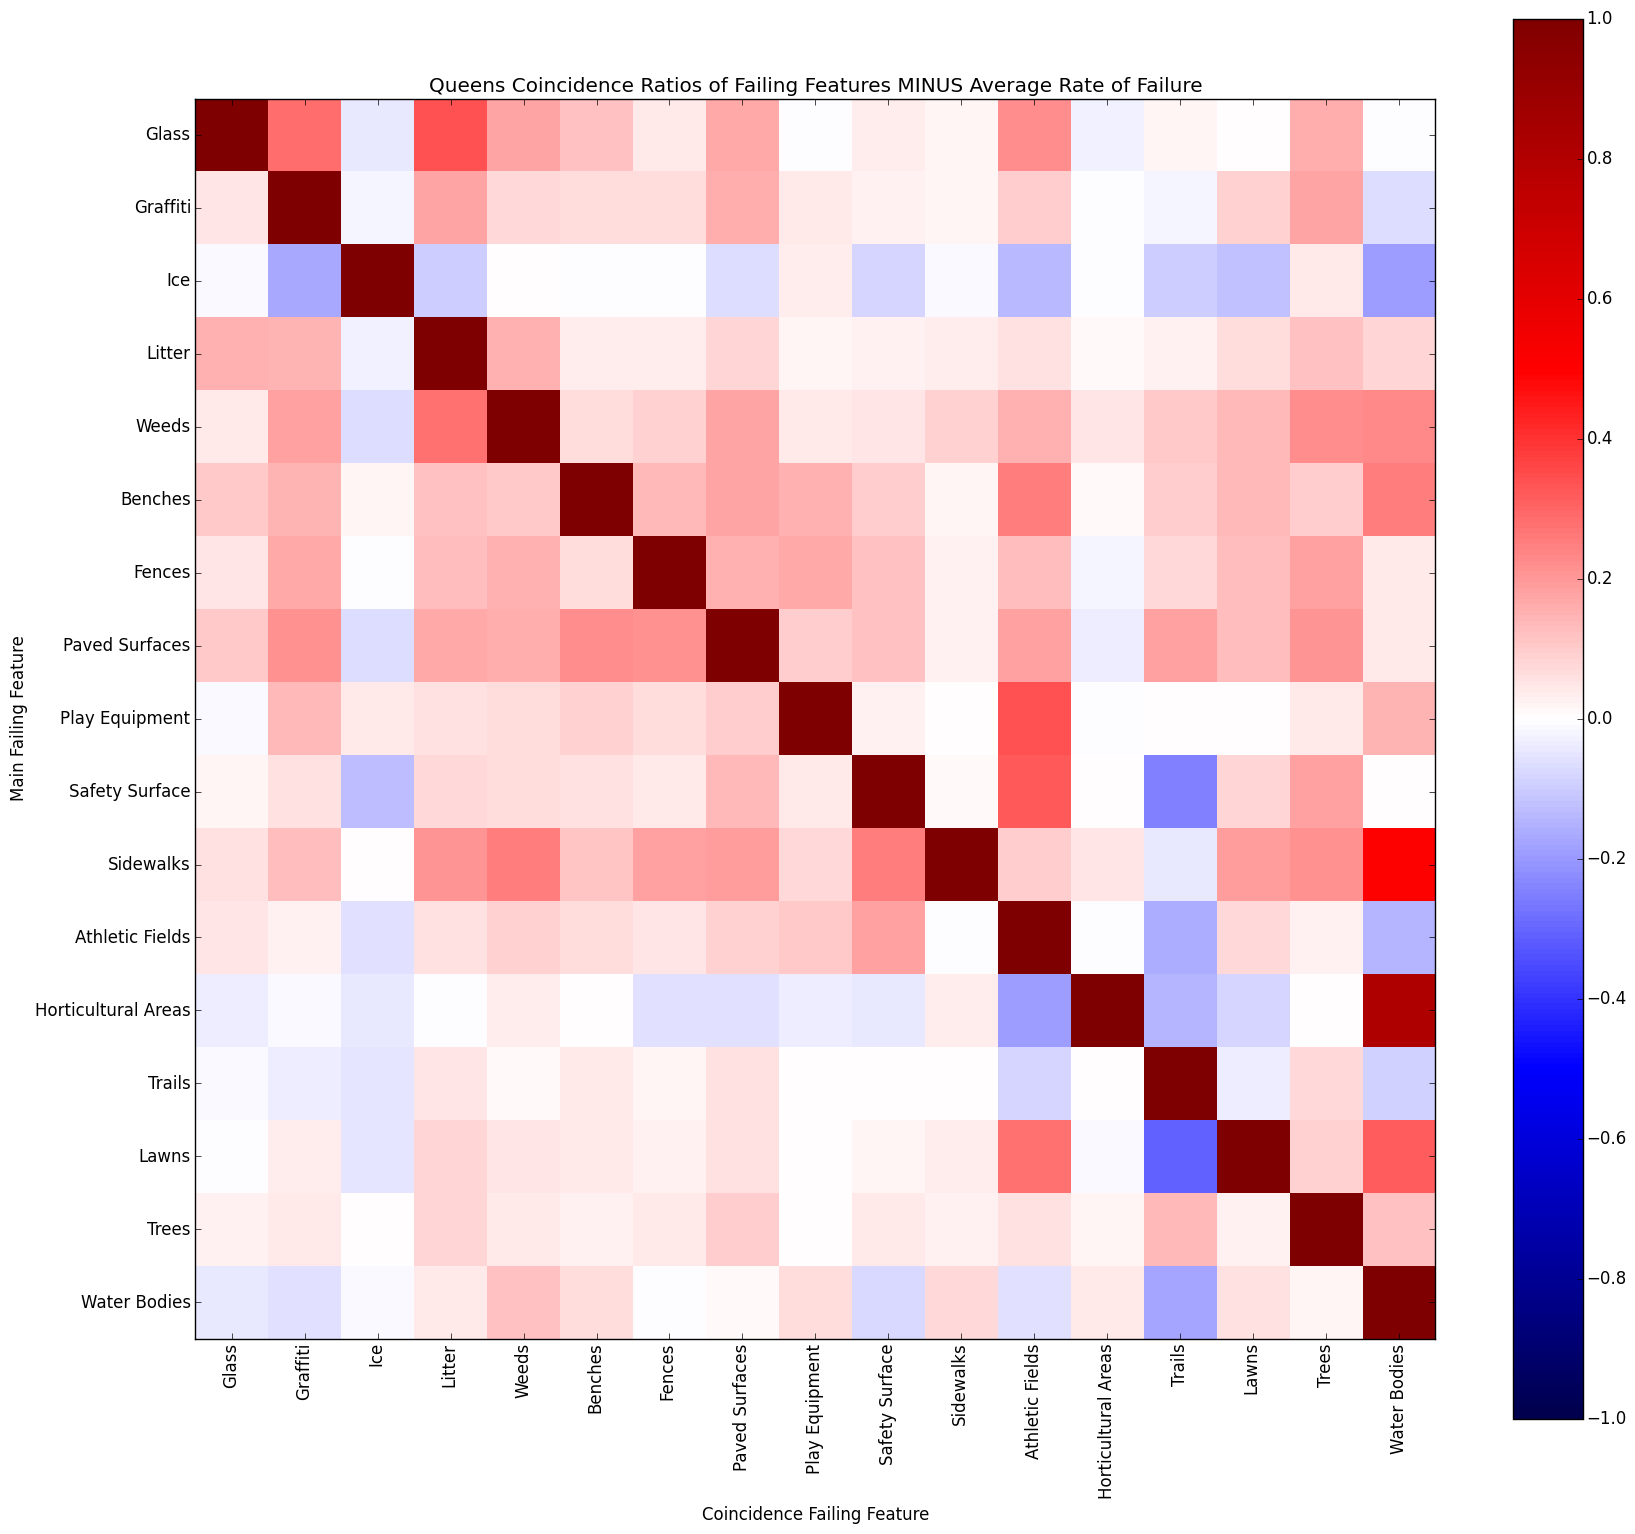 Queens Coincidence Ratios of Failing Features MINUS Average Rate of Failure
Main Failing Feature
Glass
Graffiti
Ice
Litter
Weeds
Benches
Fences
Paved Surfaces
Play Equipment
Safety Surface
Sidewalks
Athletic Fields
Horticultural Areas
Trails
Lawns
Trees
Water Bodies
Glass
Graffiti
Ice
Litter
Weeds
Benches
Fences
Paved Surfaces
Play Equipment
Safety Surface
Sidewalks
Athletic Fields
Horticultural Areas
Trails
Lawns
Trees
Water Bodies
Coincidence Failing Feature
1.0
0.8
0.6
0.4
0.2
0.0
−0.2
−0.4
−0.6
−0.8
−1.0